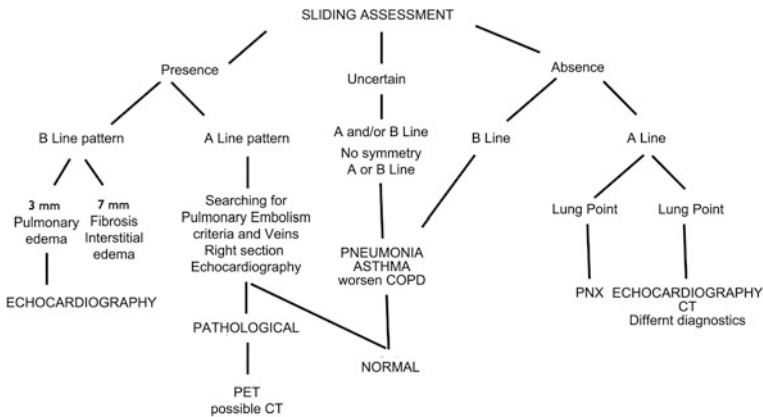 SLIDING ASSESSMENT
Presence
Uncertain
Absence
B Line pattern
A Line pattern
A and/or B Line
No symmetry
A or B Line
B Line
A Line
3 mm
Pulmonary
edema
7 mm
Fibrosis
Interstitial
edema
Searching for
Pulmonary Embolism
criteria and Veins
Right section
Echocardiography
Lung Point
Lung Point
PNEUMONIA
ASTHMA
worsen COPD
ECHOCARDIOGRAPHY
PNX
ECHOCARDIOGRAPHY
CT
Differnt diagnostics
PATHOLOGICAL
NORMAL
PET
possible CT